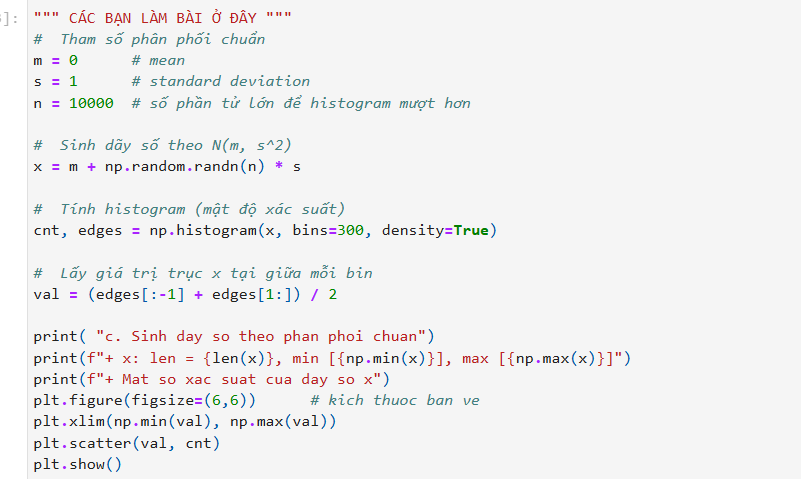 ]: """ CÁC BẠN LÀM BÀI Ở ĐÂY """
#  Tham số phân phối chuẩn
m = 0      # mean
s = 1      # standard deviation
n = 10000  # số phần tử lớn để histogram mượt hơn

#  Sinh dãy số theo N(m, s^2)
x = m + np.random.randn(n) * s

#  Tính histogram (mật độ xác suất)
cnt, edges = np.histogram(x, bins=300, density=True)

#  Lấy giá trị trục x tại giữa mỗi bin
val = (edges[:-1] + edges[1:]) / 2

print( "c. Sinh day so theo phan phoi chuan")
print(f"+ x: len = {len(x)}, min [{np.min(x)}], max [{np.max(x)}]")
print(f"+ Mat so xac suat cua day so x")
plt.figure(figsize=(6,6))      # kich thuoc ban ve
plt.xlim(np.min(val), np.max(val))
plt.scatter(val, cnt)
plt.show()